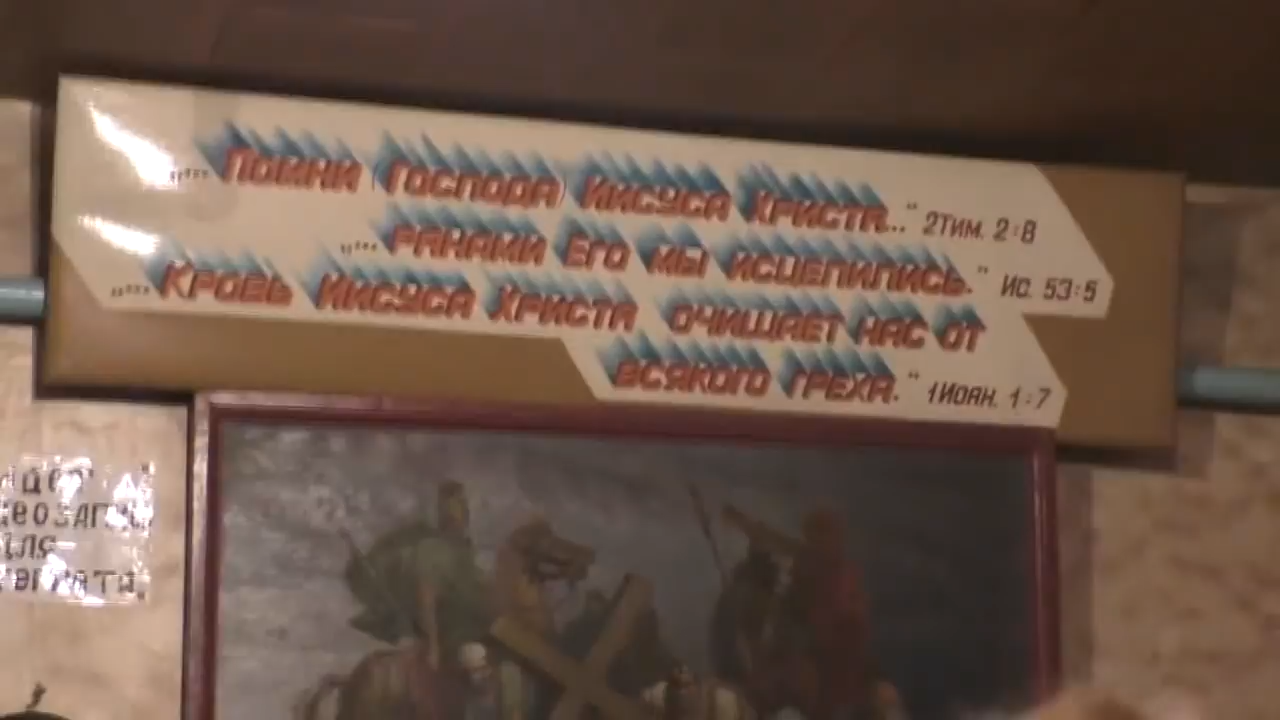 „... Помни (Господа) Иисуса Христа..." 2Тим. 2:8
„... ранами Его мы исцелились." Ис. 53:5
„... Кровь Иисуса Христа очищает нас от
всякого греха." 1Иоан. 1:7
идет